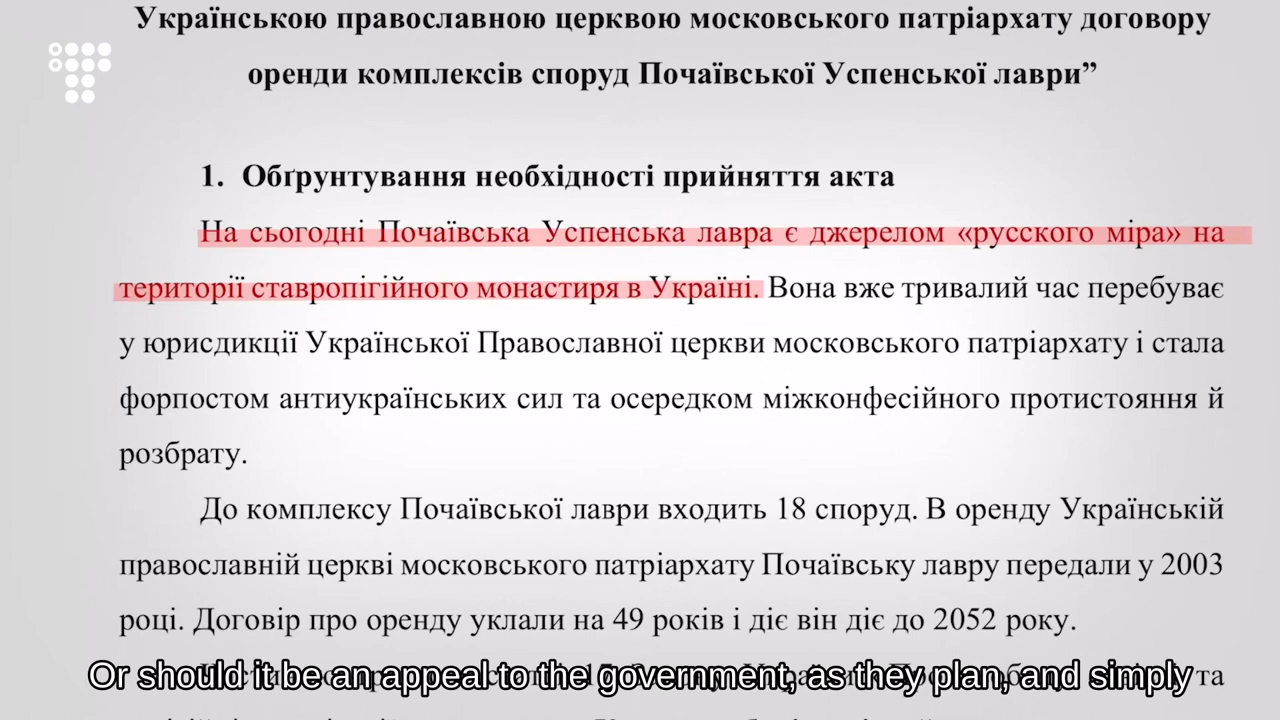 Українською православною церквою московського патріархату договору
оренди комплексів споруд Почаївської Успенської лаври”
1. Обґрунтування необхідності прийняття акта
На сьогодні Почаївська Успенська лавра є джерелом «русского міра» на
території ставропігійного монастиря в Україні. Вона вже тривалий час перебуває
у юрисдикції Української Православної церкви московського патріархату і стала
форпостом антиукраїнських сил та осередком міжконфесійного протистояння й
розбрату.
До комплексу Почаївської лаври входить 18 споруд. В оренду Українській
православній церкві московського патріархату Почаївську лавру передали у 2003
році. Договір про оренду уклали на 49 років і діє він діє до 2052 року.
Or should it be an appeal to the government, as they plan, and simply
та